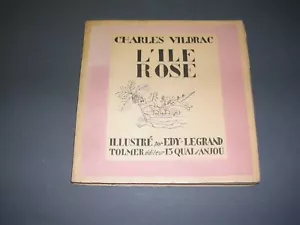 CHARLES VILDRAC
L'ILE
ROSE
ILLUSTRÉ par EDY-LEGRAND
TOLMER éditeur 13 QUAI d'ANJOU